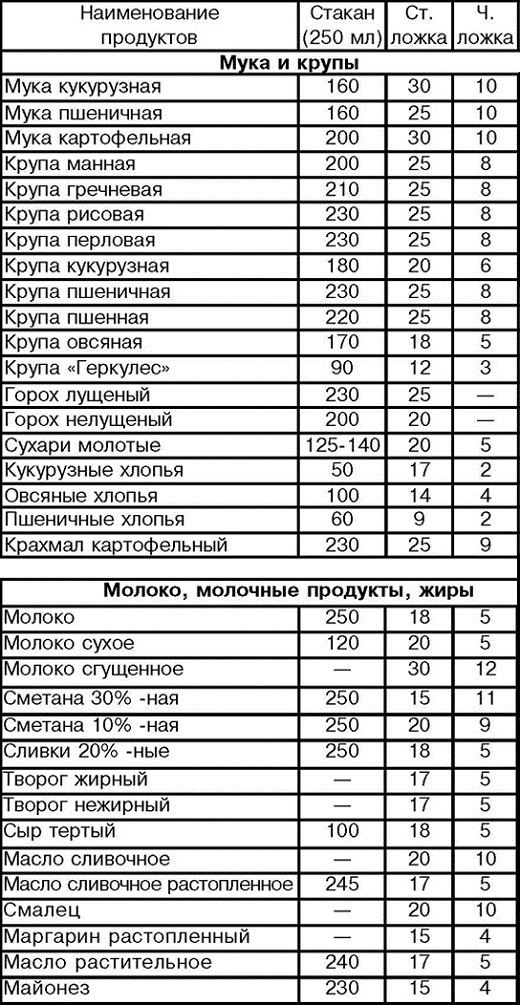 Наименование продуктов Стакан (250 мл) Ст. ложка Ч. ложка
Мука и крупы
Мука кукурузная 160 30 10
Мука пшеничная 160 25 10
Мука картофельная 200 30 10
Крупа манная 200 25 8
Крупа гречневая 210 25 8
Крупа рисовая 230 25 8
Крупа перловая 230 25 8
Крупа кукурузная 180 20 6
Крупа пшеничная 230 25 8
Крупа пшенная 220 25 8
Крупа овсяная 170 18 5
Крупа «Геркулес» 90 12 3
Горох лущеный 230 25 —
Горох нелущеный 200 20 —
Сухари молотые 125-140 20 5
Кукурузные хлопья 50 17 2
Овсяные хлопья 100 14 4
Пшеничные хлопья 60 9 2
Крахмал картофельный 230 25 9
Молоко, молочные продукты, жиры
Молоко 250 18 5
Молоко сухое 120 20 5
Молоко сгущенное — 30 12
Сметана 30% -ная 250 15 11
Сметана 10% -ная 250 20 9
Сливки 20% -ные 250 18 5
Творог жирный — 17 5
Творог нежирный — 17 5
Сыр тертый 100 18 5
Масло сливочное — 20 10
Масло сливочное растопленное 245 17 5
Смалец — 20 10
Маргарин растопленный — 15 4
Масло растительное 240 17 5
Майонез 230 15 4